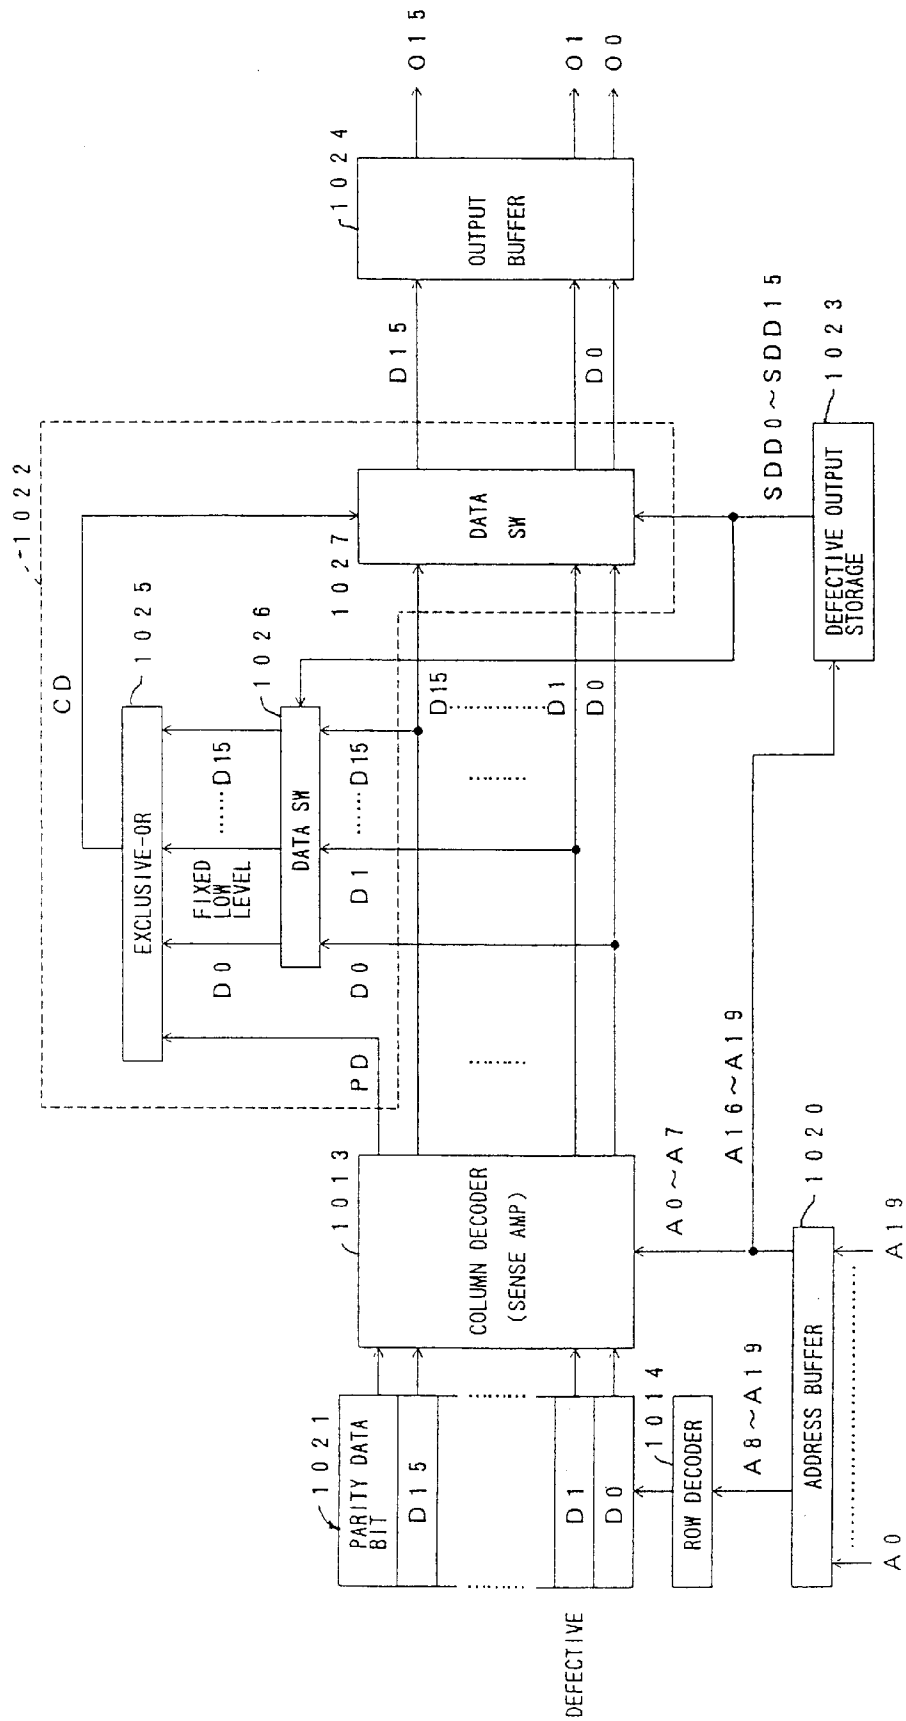 1022
CD
1025
EXCLUSIVE-OR
PD
D0
FIXED
LOW
LEVEL
......D15
1026
DATA SW
D0
D1
......D15
1021
PARITY DATA
BIT
D15
.........
D1
D0
DEFECTIVE
1013
COLUMN DECODER
(SENSE AMP)
.........
.........
D15
...............
D1
D0
1027
DATA
SW
D15
D0
1024
OUTPUT
BUFFER
O15
O1
O0
1014
ROW DECODER
A8~A19
A0~A7
A16~A19
1020
ADDRESS BUFFER
A0
A19
SDD0~SDD15
1023
DEFECTIVE OUTPUT
STORAGE